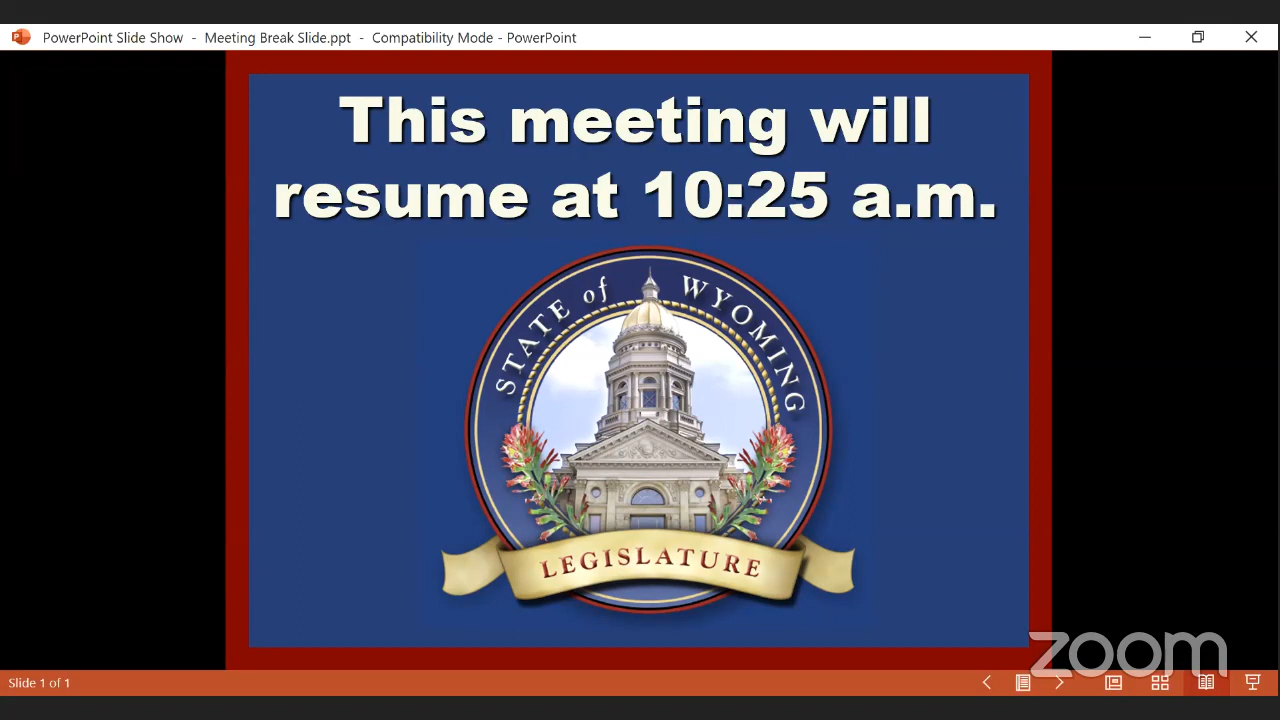 PowerPoint Slide Show - Meeting Break Slide.ppt - Compatibility Mode - PowerPoint
This meeting will
resume at 10:25 a.m.
STATE of WYOMING
LEGISLATURE
zoom
Slide 1 of 1